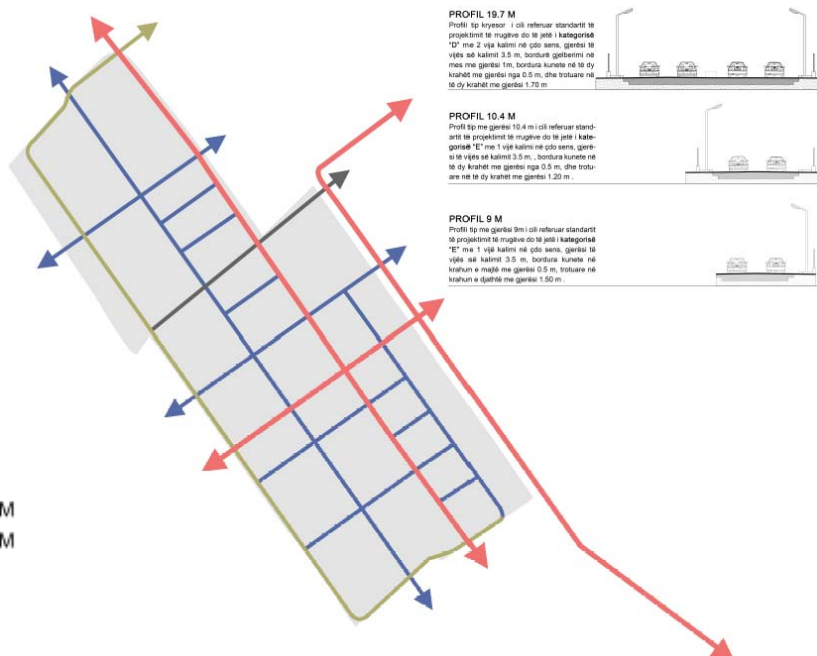 PROFIL 19.7 M
Profili tip kryesor i cili referuar standartit të
projektimit të rrugëve do të jetë i kategorisë
"D" me 2 vija kalimi në çdo sens, gjerësi të
vijës së kalimit 3.5 m, bordurë gjelberimi në
mes me gjerësi 1m, bordura kunete në të dy
krahët me gjerësi nga 0.5 m, dhe trotuare në
të dy krahët me gjerësi 1.70 m
PROFIL 10.4 M
Profil tip me gjerësi 10.4 m i cili referuar stand-
artit të projektimit të rrugëve do të jetë i kate-
gorisë "E" me 1 vijë kalimi në çdo sens, gjerë-
si të vijës së kalimit 3.5 m, , bordura kunete në
të dy krahët me gjerësi nga 0.5 m, dhe trotu-
are në të dy krahët me gjerësi 1.20 m .
PROFIL 9 M
Profil tip me gjerësi 9m i cili referuar standartit
të projektimit të rrugëve do të jetë i kategorisë
"E" me 1 vijë kalimi në çdo sens, gjerësi të
vijës së kalimit 3.5 m, bordura kunete në
krahun e majtë me gjerësi 0.5 m, trotuare në
krahun e djathtë me gjerësi 1.50 m .
M
M